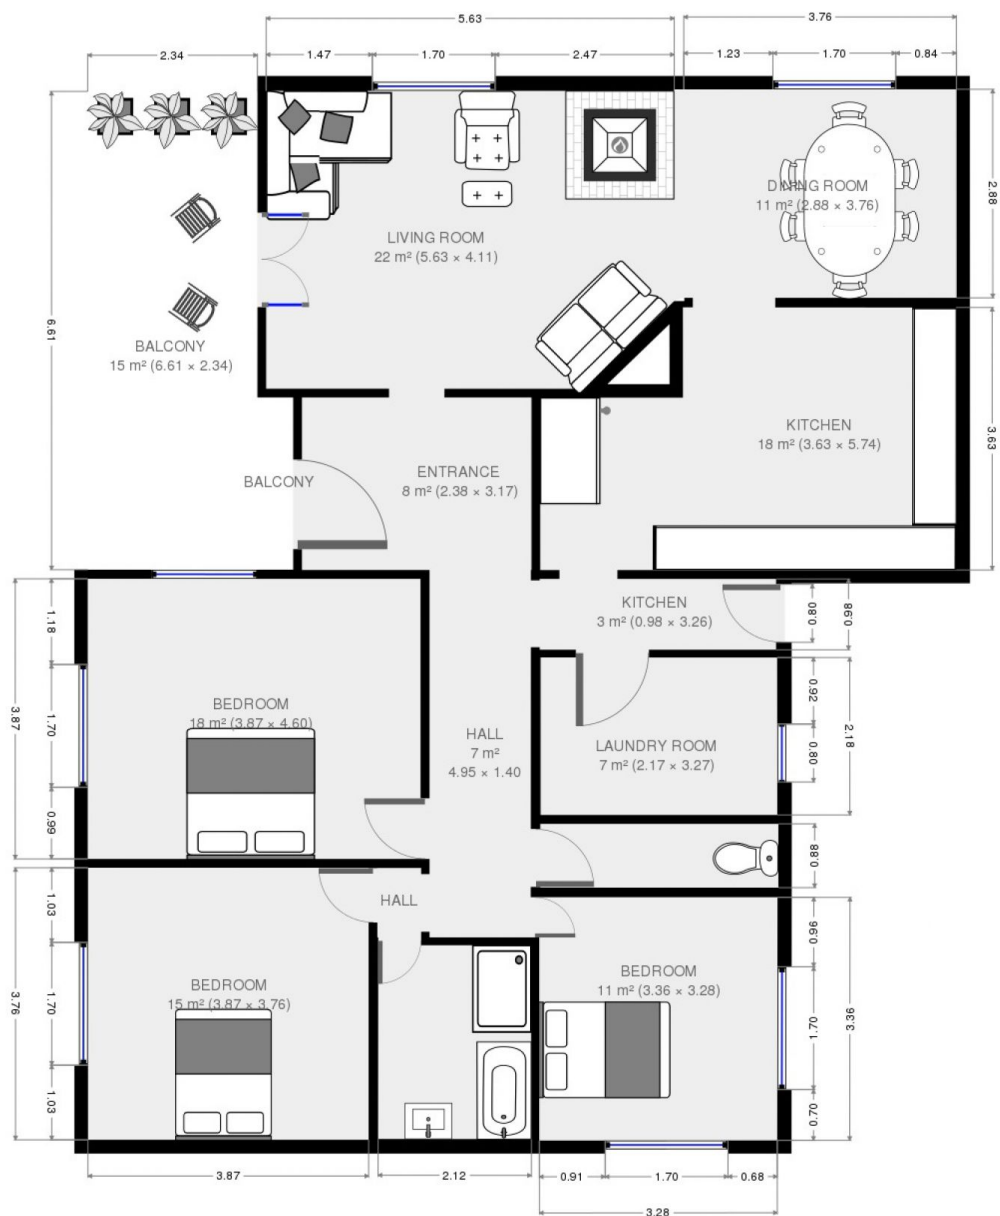 5.63
3.76
2.34
1.47
1.70
2.47
1.23
1.70
0.84
DINING ROOM
11 m² (2.88 × 3.76)
2.88
LIVING ROOM
22 m² (5.63 × 4.11)
6.61
BALCONY
15 m² (6.61 × 2.34)
KITCHEN
18 m² (3.63 × 5.74)
3.63
ENTRANCE
8 m² (2.38 × 3.17)
BALCONY
KITCHEN
3 m² (0.98 × 3.26)
0.80
0.98
1.18
3.87
1.70
0.99
BEDROOM
18 m² (3.87 × 4.60)
HALL
7 m²
4.95 × 1.40
LAUNDRY ROOM
7 m² (2.17 × 3.27)
0.92
0.80
2.18
0.88
HALL
1.03
3.76
1.70
1.03
BEDROOM
15 m² (3.87 × 3.76)
BEDROOM
11 m² (3.36 × 3.28)
0.96
1.70
0.70
3.36
3.87
2.12
0.91
1.70
0.68
3.28